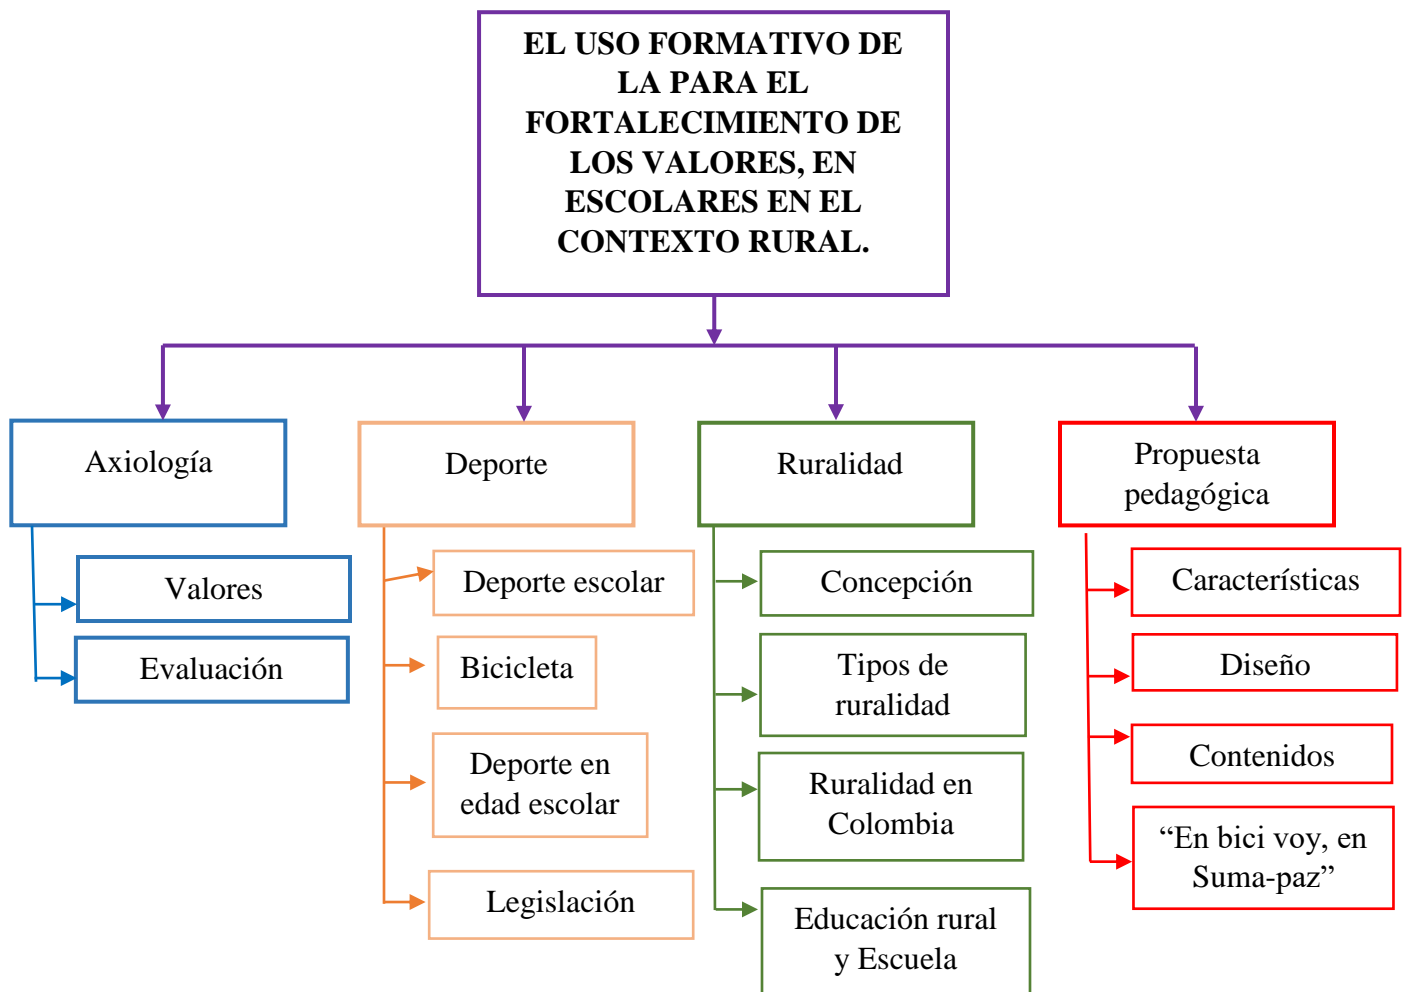 EL USO FORMATIVO DE
LA PARA EL
FORTALECIMIENTO DE
LOS VALORES, EN
ESCOLARES EN EL
CONTEXTO RURAL.
Axiología
Valores
Evaluación
Deporte
Deporte escolar
Bicicleta
Deporte en
edad escolar
Legislación
Ruralidad
Concepción
Tipos de
ruralidad
Ruralidad en
Colombia
Educación rural
y Escuela
Propuesta
pedagógica
Características
Diseño
Contenidos
“En bici voy, en
Suma-paz”